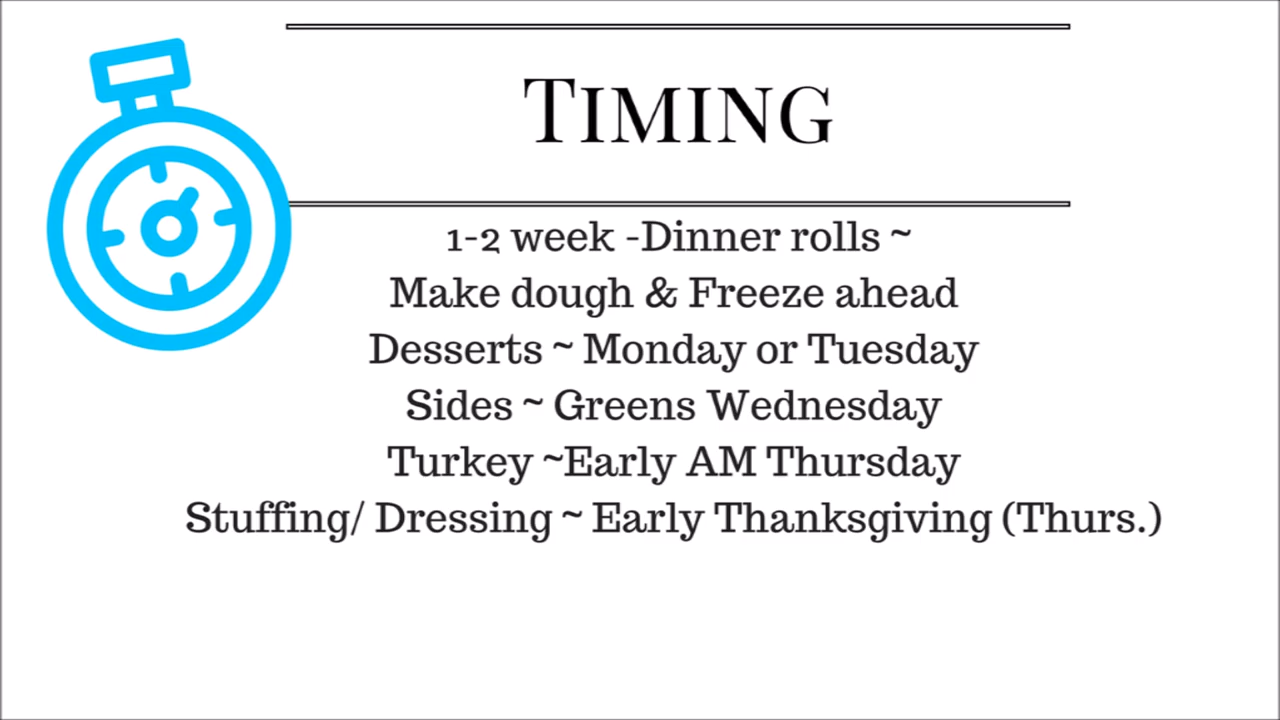 TIMING
1-2 week -Dinner rolls ~
Make dough & Freeze ahead
Desserts ~ Monday or Tuesday
Sides ~ Greens Wednesday
Turkey ~Early AM Thursday
Stuffing/ Dressing ~ Early Thanksgiving (Thurs.)